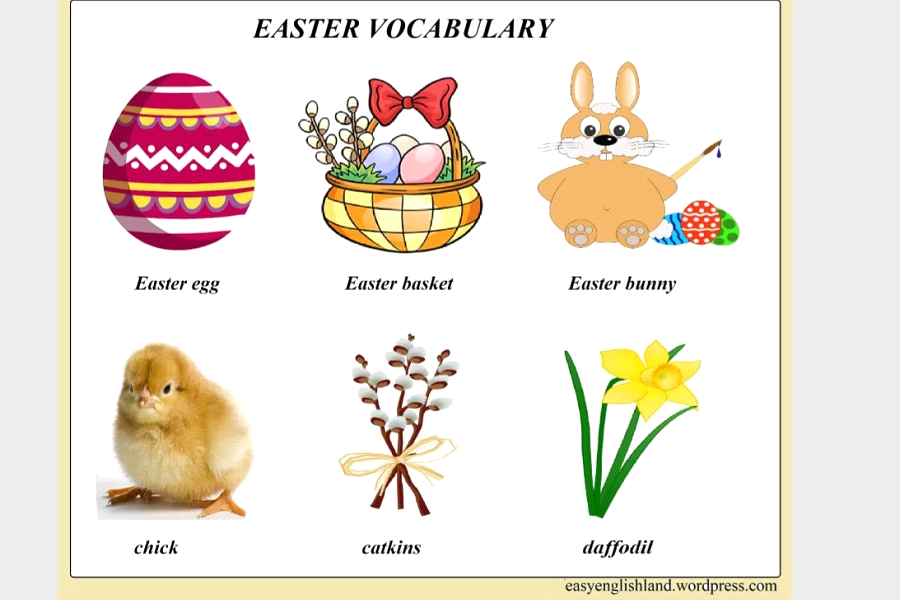 EASTER VOCABULARY
Easter egg
Easter basket
Easter bunny
chick
catkins
daffodil
easyenglishland.wordpress.com